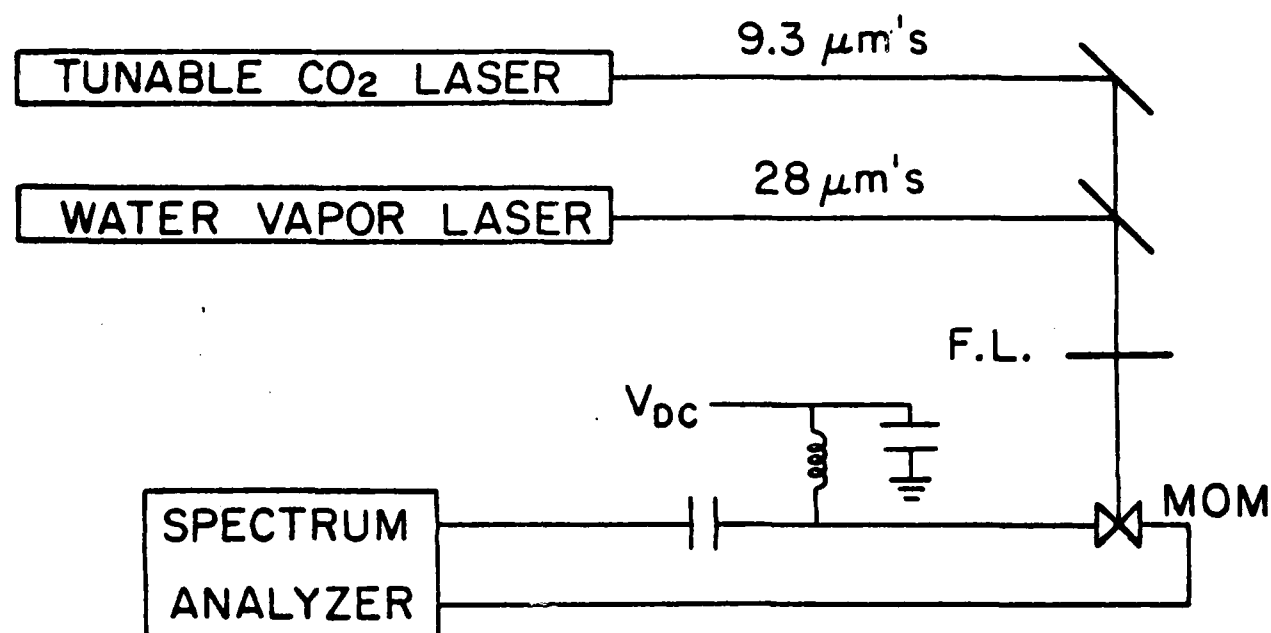 9.3 μm's
TUNABLE CO2 LASER
28 μm's
WATER VAPOR LASER
F.L.
VDC
MOM
SPECTRUM
ANALYZER